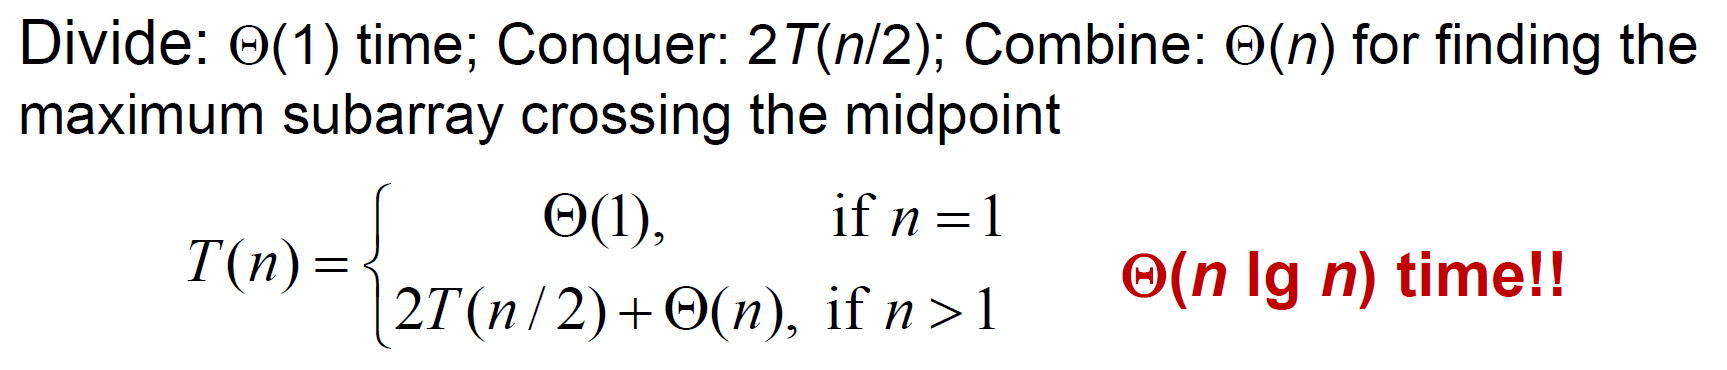 Divide: Θ(1) time; Conquer: 2T(n/2); Combine: Θ(n) for finding the
maximum subarray crossing the midpoint
Θ(1), if n = 1
T(n) =
2T(n/2) + Θ(n), if n > 1
Θ(n lg n) time!!